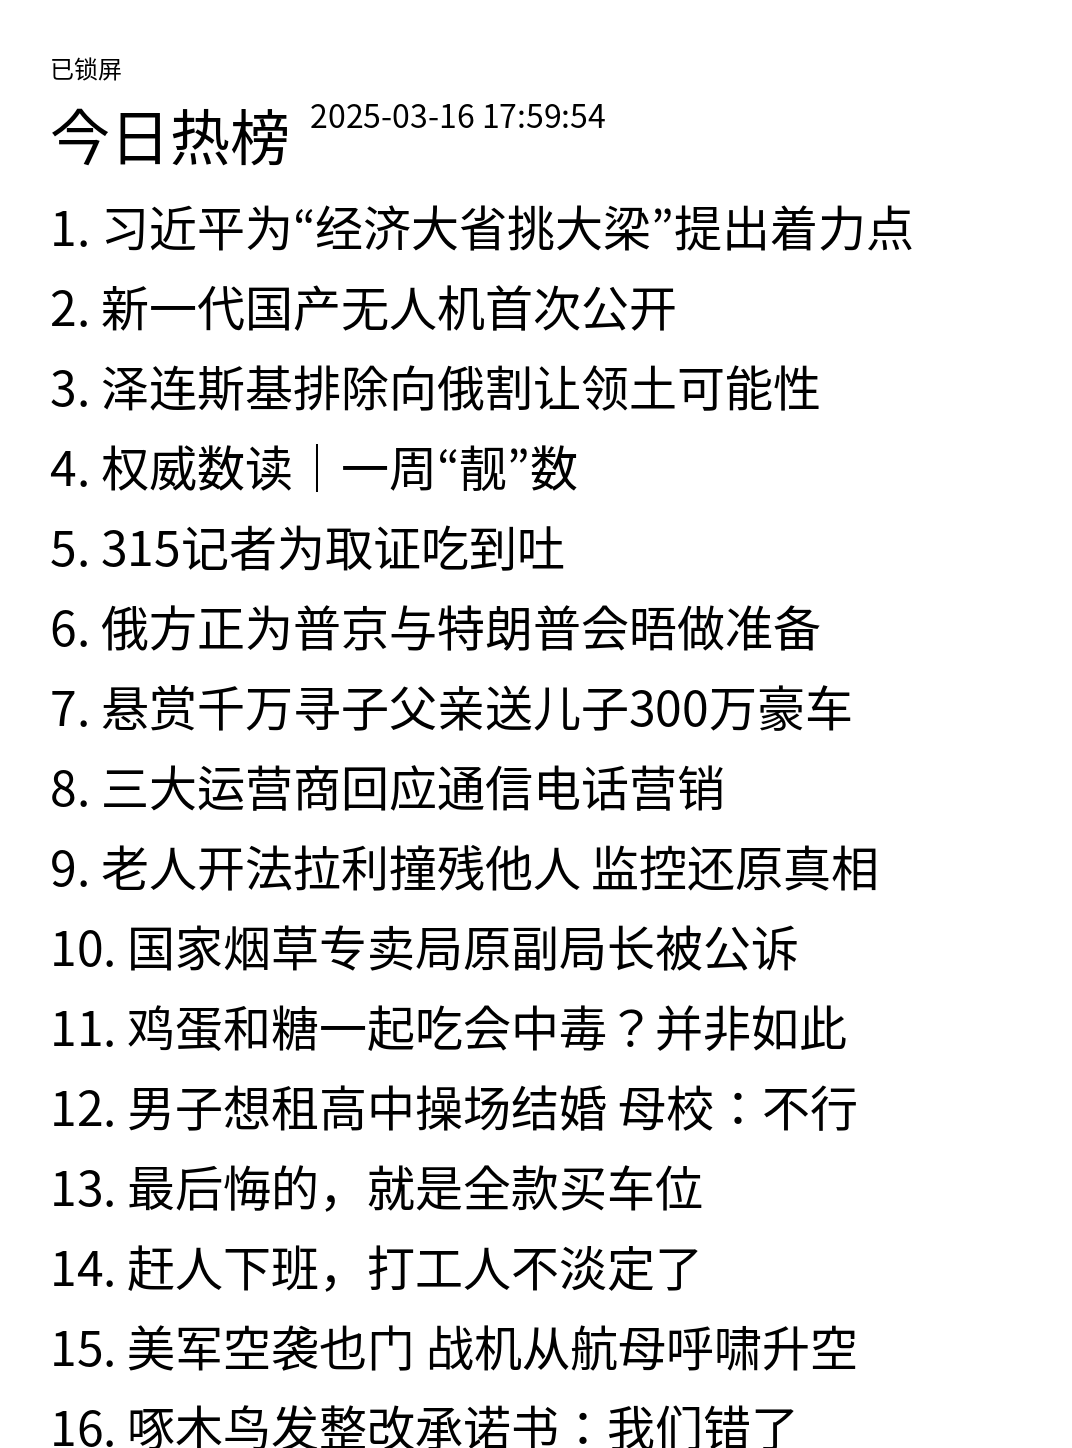 已锁屏
今日热榜 2025-03-16 17:59:54
1. 习近平为“经济大省挑大梁”提出着力点
2. 新一代国产无人机首次公开
3. 泽连斯基排除向俄割让领土可能性
4. 权威数读｜一周“靓”数
5. 315记者为取证吃到吐
6. 俄方正为普京与特朗普会晤做准备
7. 悬赏千万寻子父亲送儿子300万豪车
8. 三大运营商回应通信电话营销
9. 老人开法拉利撞残他人 监控还原真相
10. 国家烟草专卖局原副局长被公诉
11. 鸡蛋和糖一起吃会中毒？并非如此
12. 男子想租高中操场结婚 母校：不行
13. 最后悔的，就是全款买车位
14. 赶人下班，打工人不淡定了
15. 美军空袭也门 战机从航母呼啸升空
16. 啄木鸟发整改承诺书：我们错了